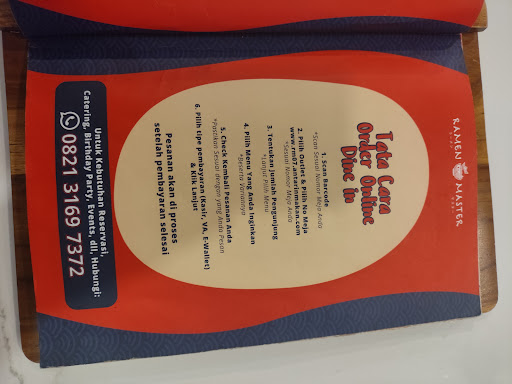 RAMEN MASTER
Tata Cara
Order Online
Dine in
1. Scan Barcode
*Scan Sesuai Nomor Meja Anda
2. Pilih Outlet & Pilih No Meja
www.rm97.antarinmakan.com
*Sesuai Nomor Meja Anda
3. Tentukan Jumlah Pengunjung
*Lanjut Pilih Menu
4. Pilih Menu Yang Anda Inginkan
*Beserta Variannya
5. Check Kembali Pesanan Anda
*Pastikan Sesuai dengan yang Anda Pesan
6. Pilih tipe pembayaran (Kasir, VA, E-Wallet)
& Klik Lanjut
Pesanan akan di proses
setelah pembayaran selesai
Untuk Kebutuhan Reservasi,
Catering, Birthday Party, Events, dll, Hubungi:
0821 3169 7372